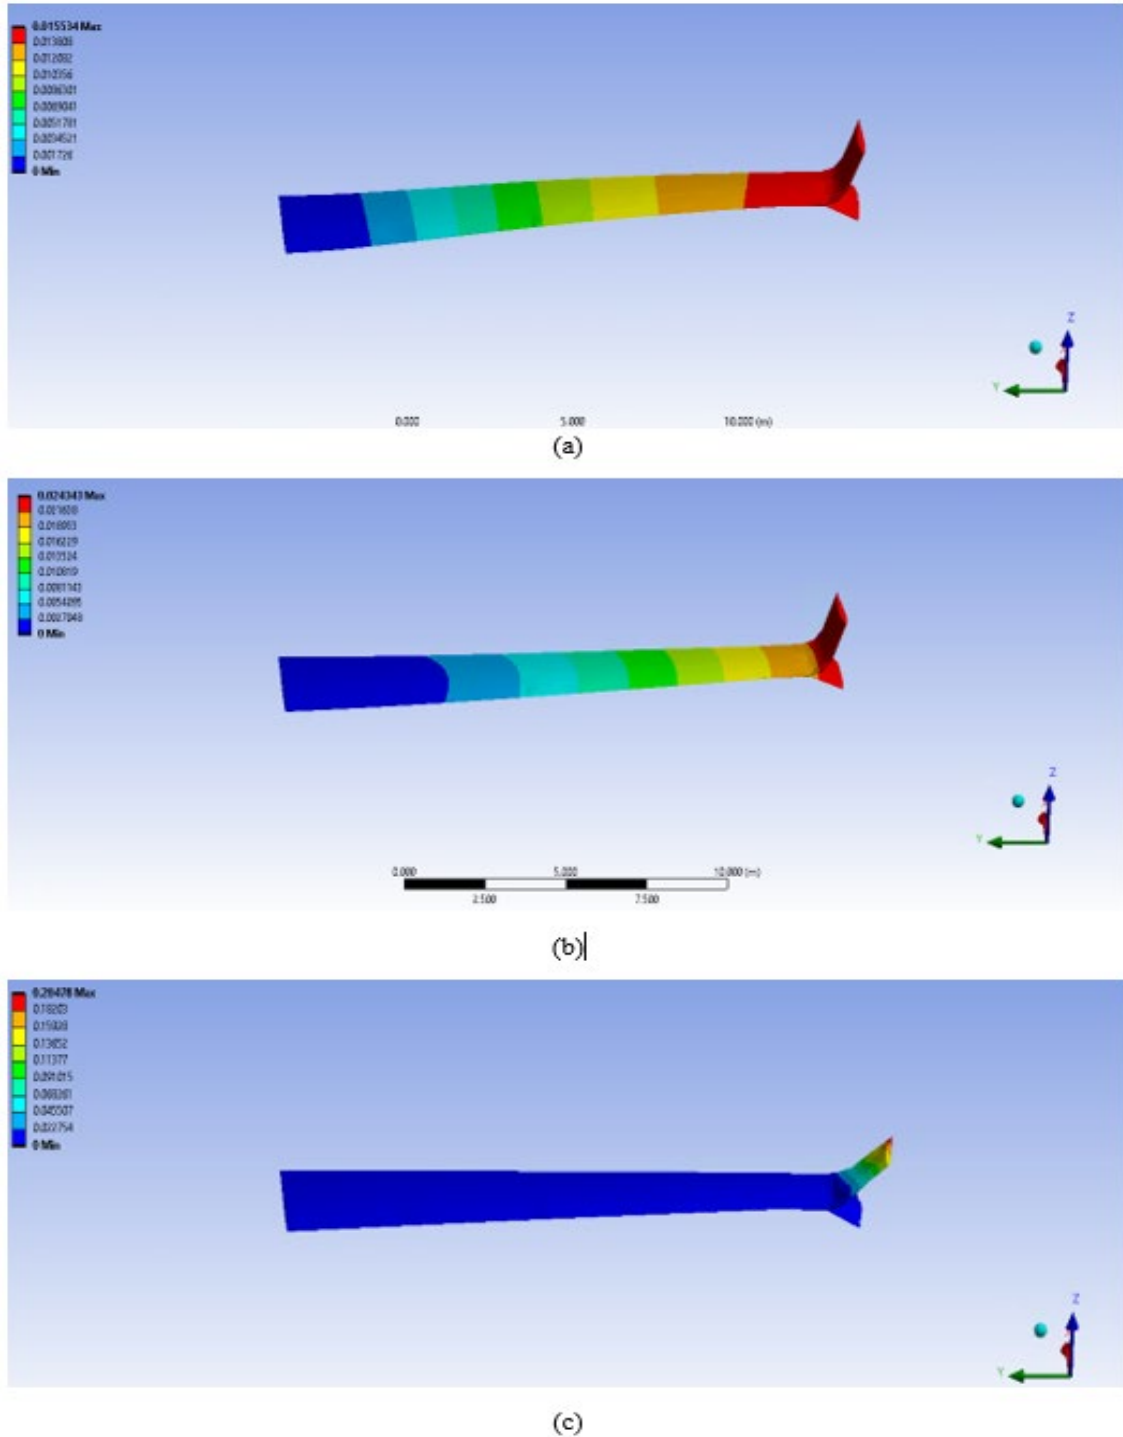 0.015534 Max
0.013808
0.012082
0.010356
0.0086301
0.0069041
0.0051781
0.0034521
0.001726
0 Min
Z
Y
0.000 5.000 10.000 (m)
(a)
0.024343 Max
0.021638
0.018933
0.016229
0.013524
0.010819
0.0081143
0.0054095
0.0027048
0 Min
Z
Y
0.000 5.000 10.000 (m)
2.500 7.500
(b)
0.20478 Max
0.18203
0.15928
0.13652
0.11377
0.091015
0.068261
0.045507
0.022754
0 Min
Z
Y
(c)